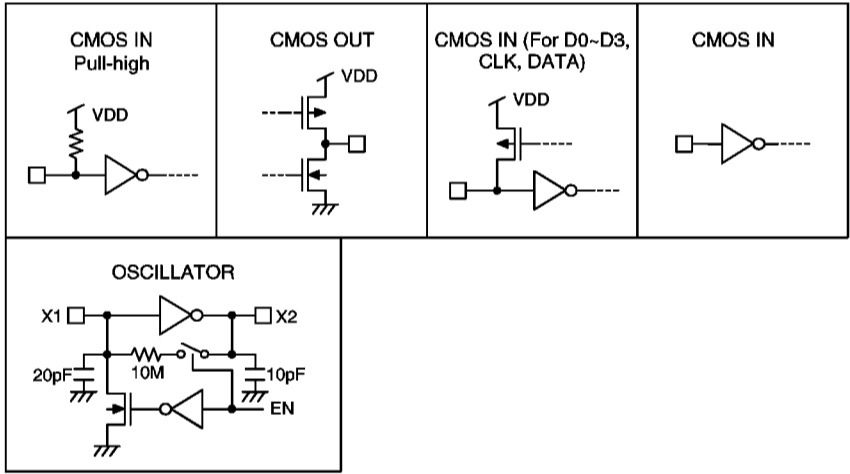 CMOS IN
Pull-high
VDD
CMOS OUT
VDD
CMOS IN (For D0~D3,
CLK, DATA)
VDD
CMOS IN
OSCILLATOR
X1
X2
20pF
10M
10pF
EN